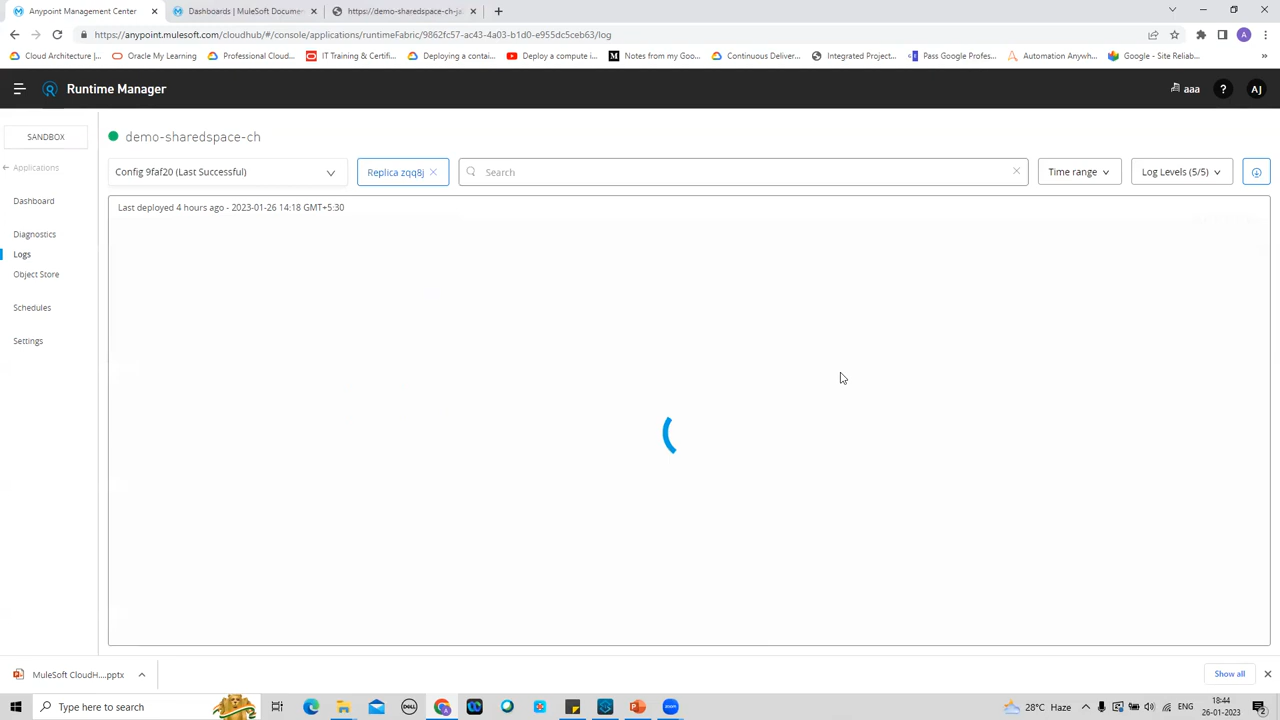 Anypoint Management Center
Dashboards | MuleSoft Documen
https://demo-sharedspace-ch-js
https://anypoint.mulesoft.com/cloudhub/#/console/applications/runtimeFabric/9862fc57-ac43-4a03-b1d0-e955dc5ceb63/log
A
Cloud Architecture |...
Oracle My Learning
Professional Cloud...
IT Training & Certifi...
Deploying a contai...
Deploy a compute i...
Notes from my Goo...
Continuous Deliver...
Integrated Project...
Pass Google Profes...
Automation Anywh...
Google - Site Reliab...
»
Runtime Manager
aaa
?
AJ
SANDBOX
demo-sharedspace-ch
Applications
Config 9faf20 (Last Successful)
Replica zqq8j
Search
Time range
Log Levels (5/5)
Dashboard
Last deployed 4 hours ago - 2023-01-26 14:18 GMT+5:30
Diagnostics
Logs
Object Store
Schedules
Settings
MuleSoft CloudH....pptx
Show all
Type here to search
DELL
zoom
28°C Haze
ENG
18:44
26-01-2023